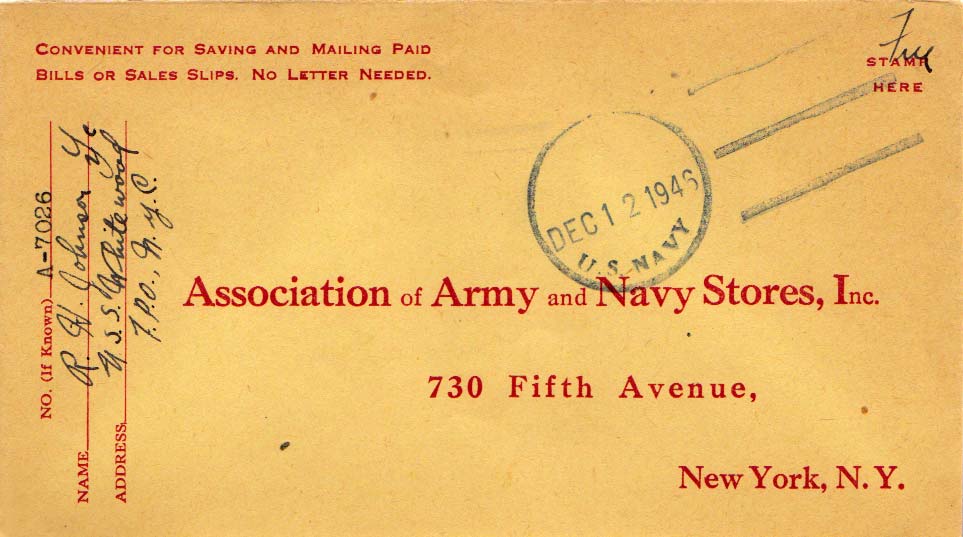 CONVENIENT FOR SAVING AND MAILING PAID
BILLS OR SALES SLIPS. NO LETTER NEEDED.
Free
STAMP
HERE
DEC 12 1946
U.S. NAVY
NO. (If Known) A-7026
NAME R. H. Johnson Y2c
ADDRESS U.S.S. Whitewood
F.P.O., N.Y.C.
Association of Army and Navy Stores, Inc.
730 Fifth Avenue,
New York, N.Y.